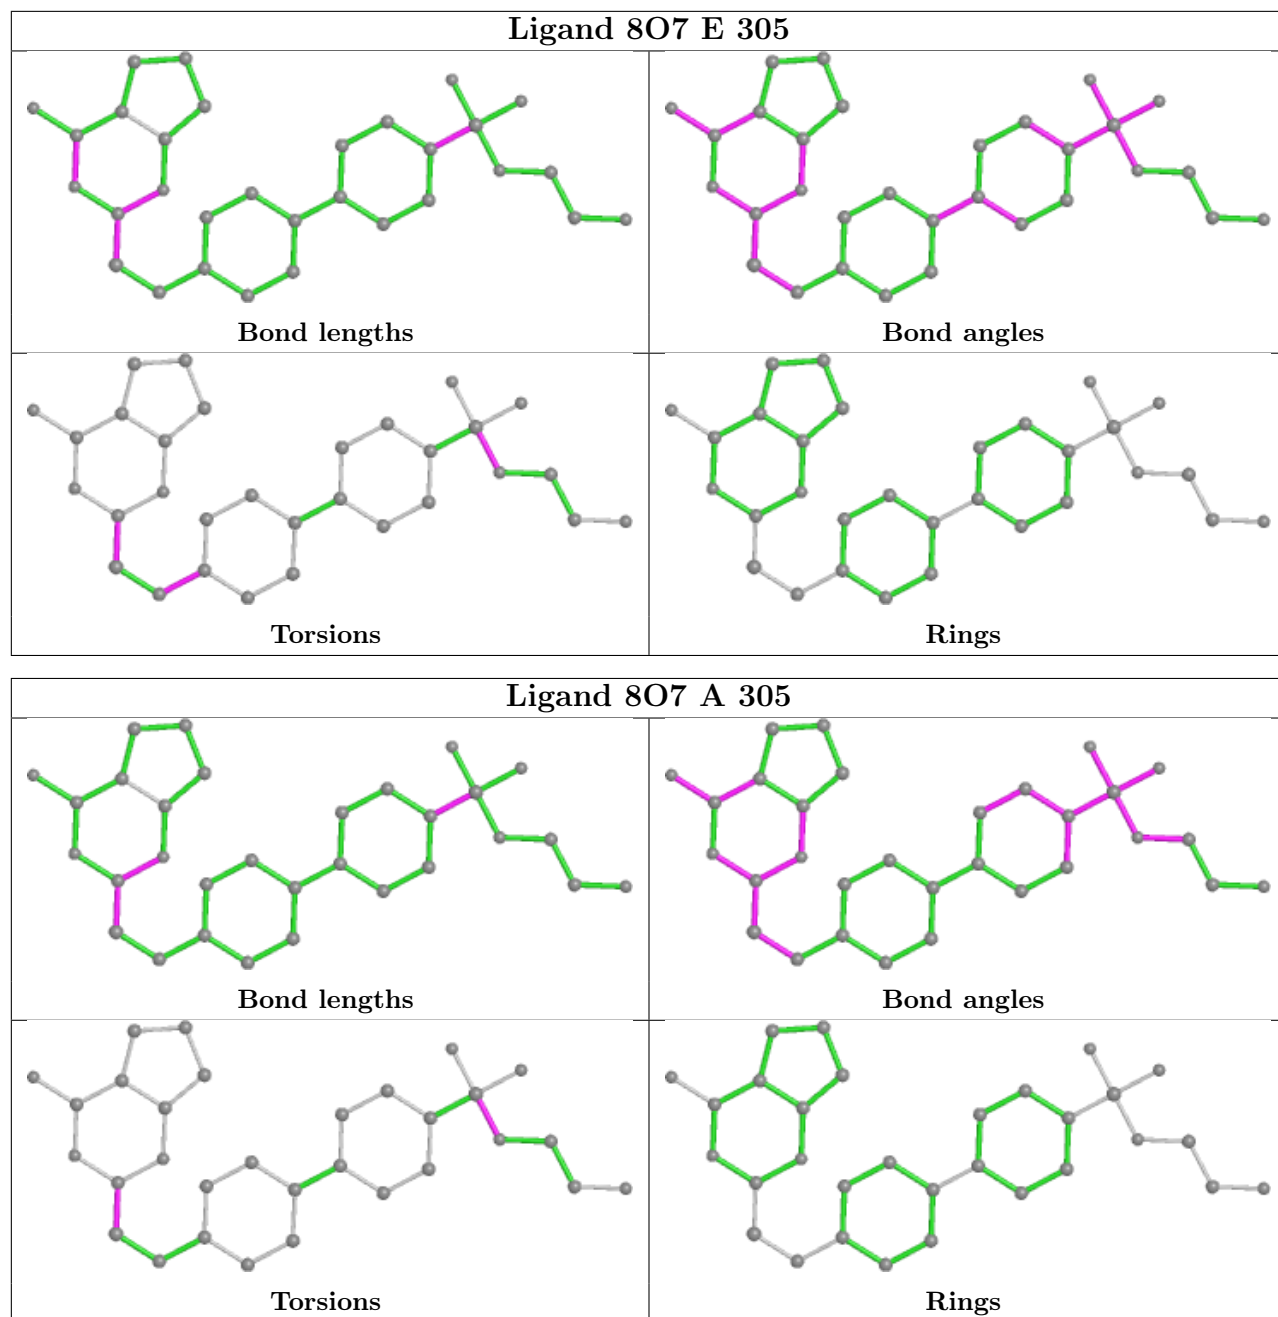 Ligand 8O7 E 305
Bond lengths
Bond angles
Torsions
Rings
Ligand 8O7 A 305
Bond lengths
Bond angles
Torsions
Rings